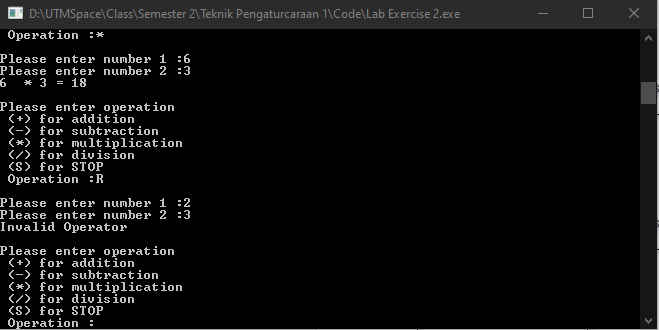 D:\UTMSpace\Class\Semester 2\Teknik Pengaturcaraan 1\Code\Lab Exercise 2.exe
Operation :*
Please enter number 1 :6
Please enter number 2 :3
6  * 3 = 18
Please enter operation
(+) for addition
(-) for subtraction
(*) for multiplication
(/) for division
(S) for STOP
Operation :R
Please enter number 1 :2
Please enter number 2 :3
Invalid Operator
Please enter operation
(+) for addition
(-) for subtraction
(*) for multiplication
(/) for division
(S) for STOP
Operation :